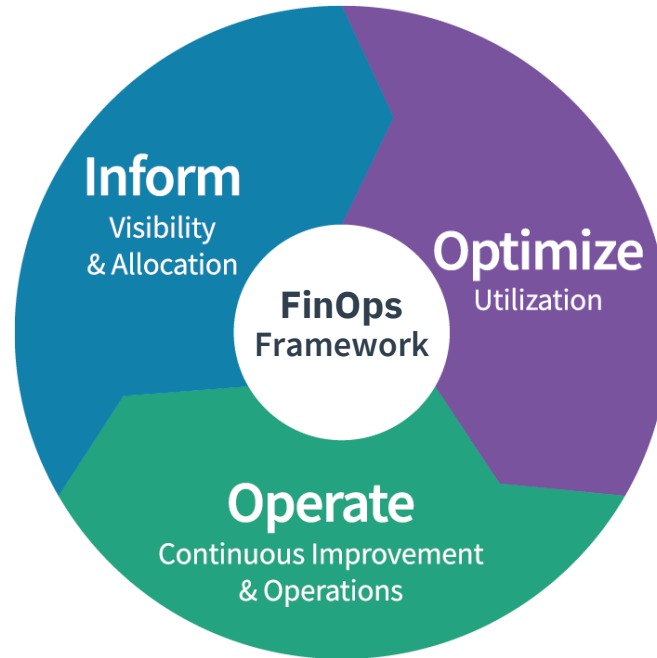 Inform
Visibility
& Allocation
Optimize
Utilization
FinOps
Framework
Operate
Continuous Improvement
& Operations